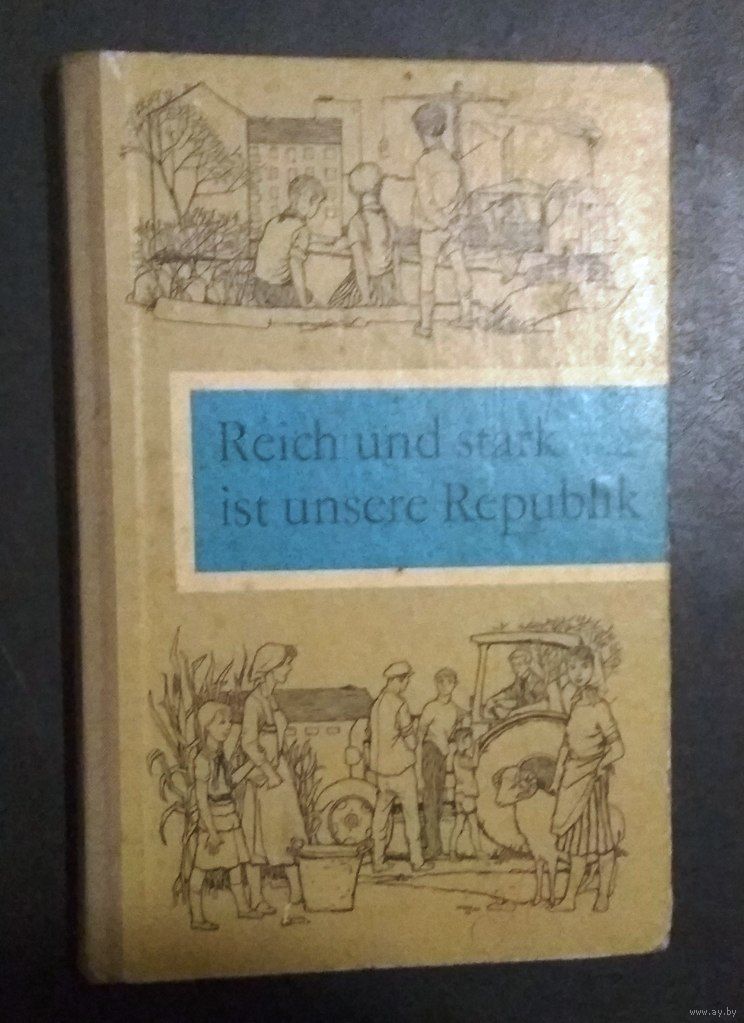 Reich und stark
ist unsere Republik
www.ay.by